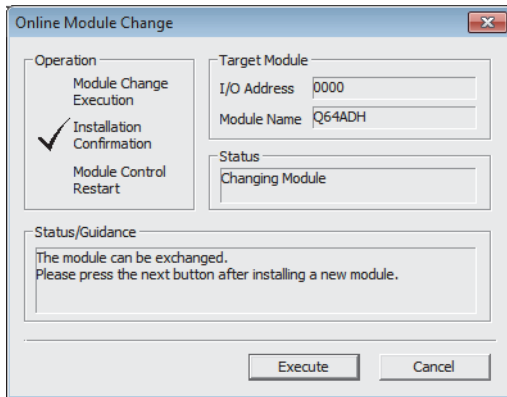 Online Module Change
Operation
Module Change
Execution
Installation
Confirmation
Module Control
Restart
Target Module
I/O Address 0000
Module Name Q64ADH
Status
Changing Module
Status/Guidance
The module can be exchanged.
Please press the next button after installing a new module.
Execute Cancel